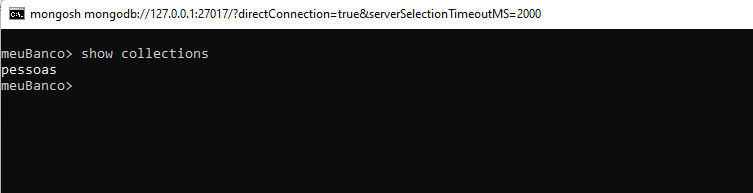 C:\.
mongosh mongodb://127.0.0.1:27017/?directConnection=true&serverSelectionTimeoutMS=2000
meuBanco> show collections
pessoas
meuBanco>